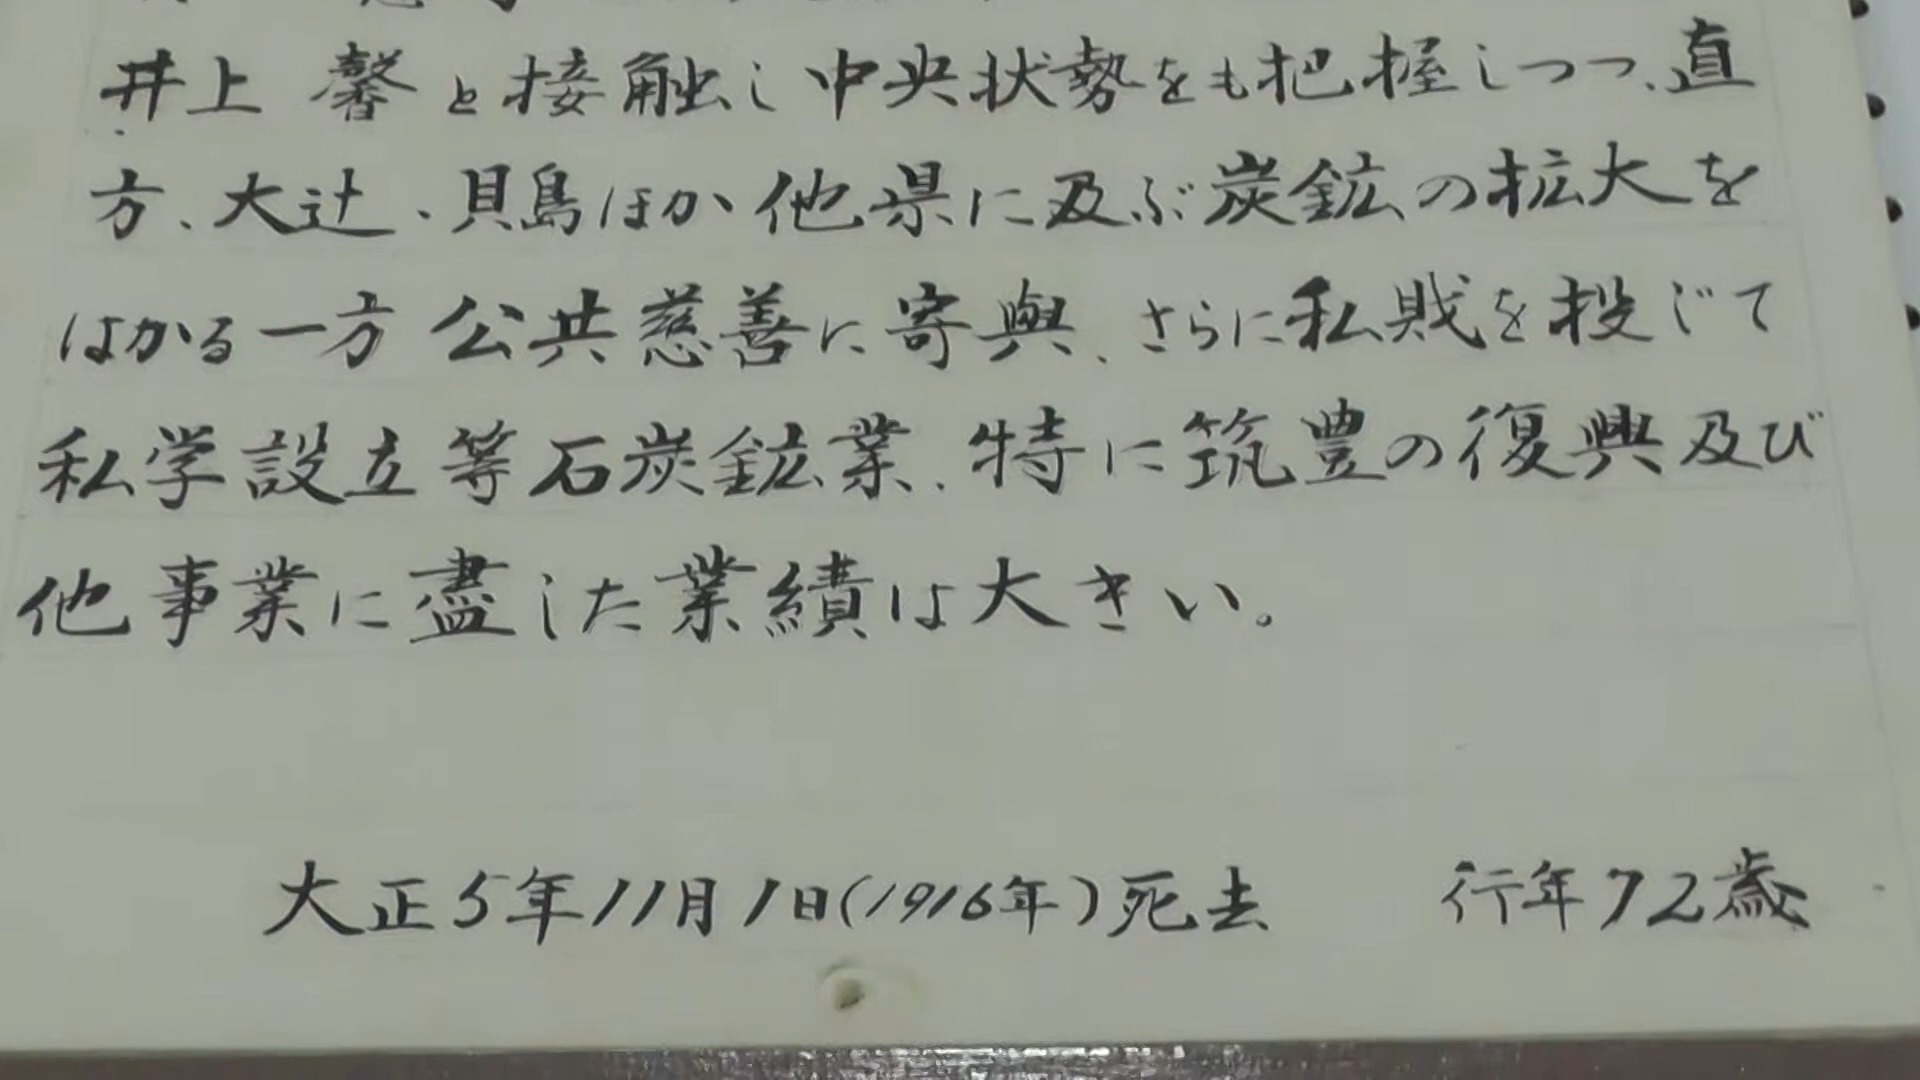 井上 馨と接触し中央状勢をも把握しつつ、直
方、大辻、貝島ほか他県に及ぶ炭鉱の拡大を
はかる一方公共慈善に寄與、さらに私財を投じて
私学設立等石炭鉱業、特に筑豊の復興及び
他事業に盡した業績は大きい。
大正5年11月1日(1916年)死去 行年72歳